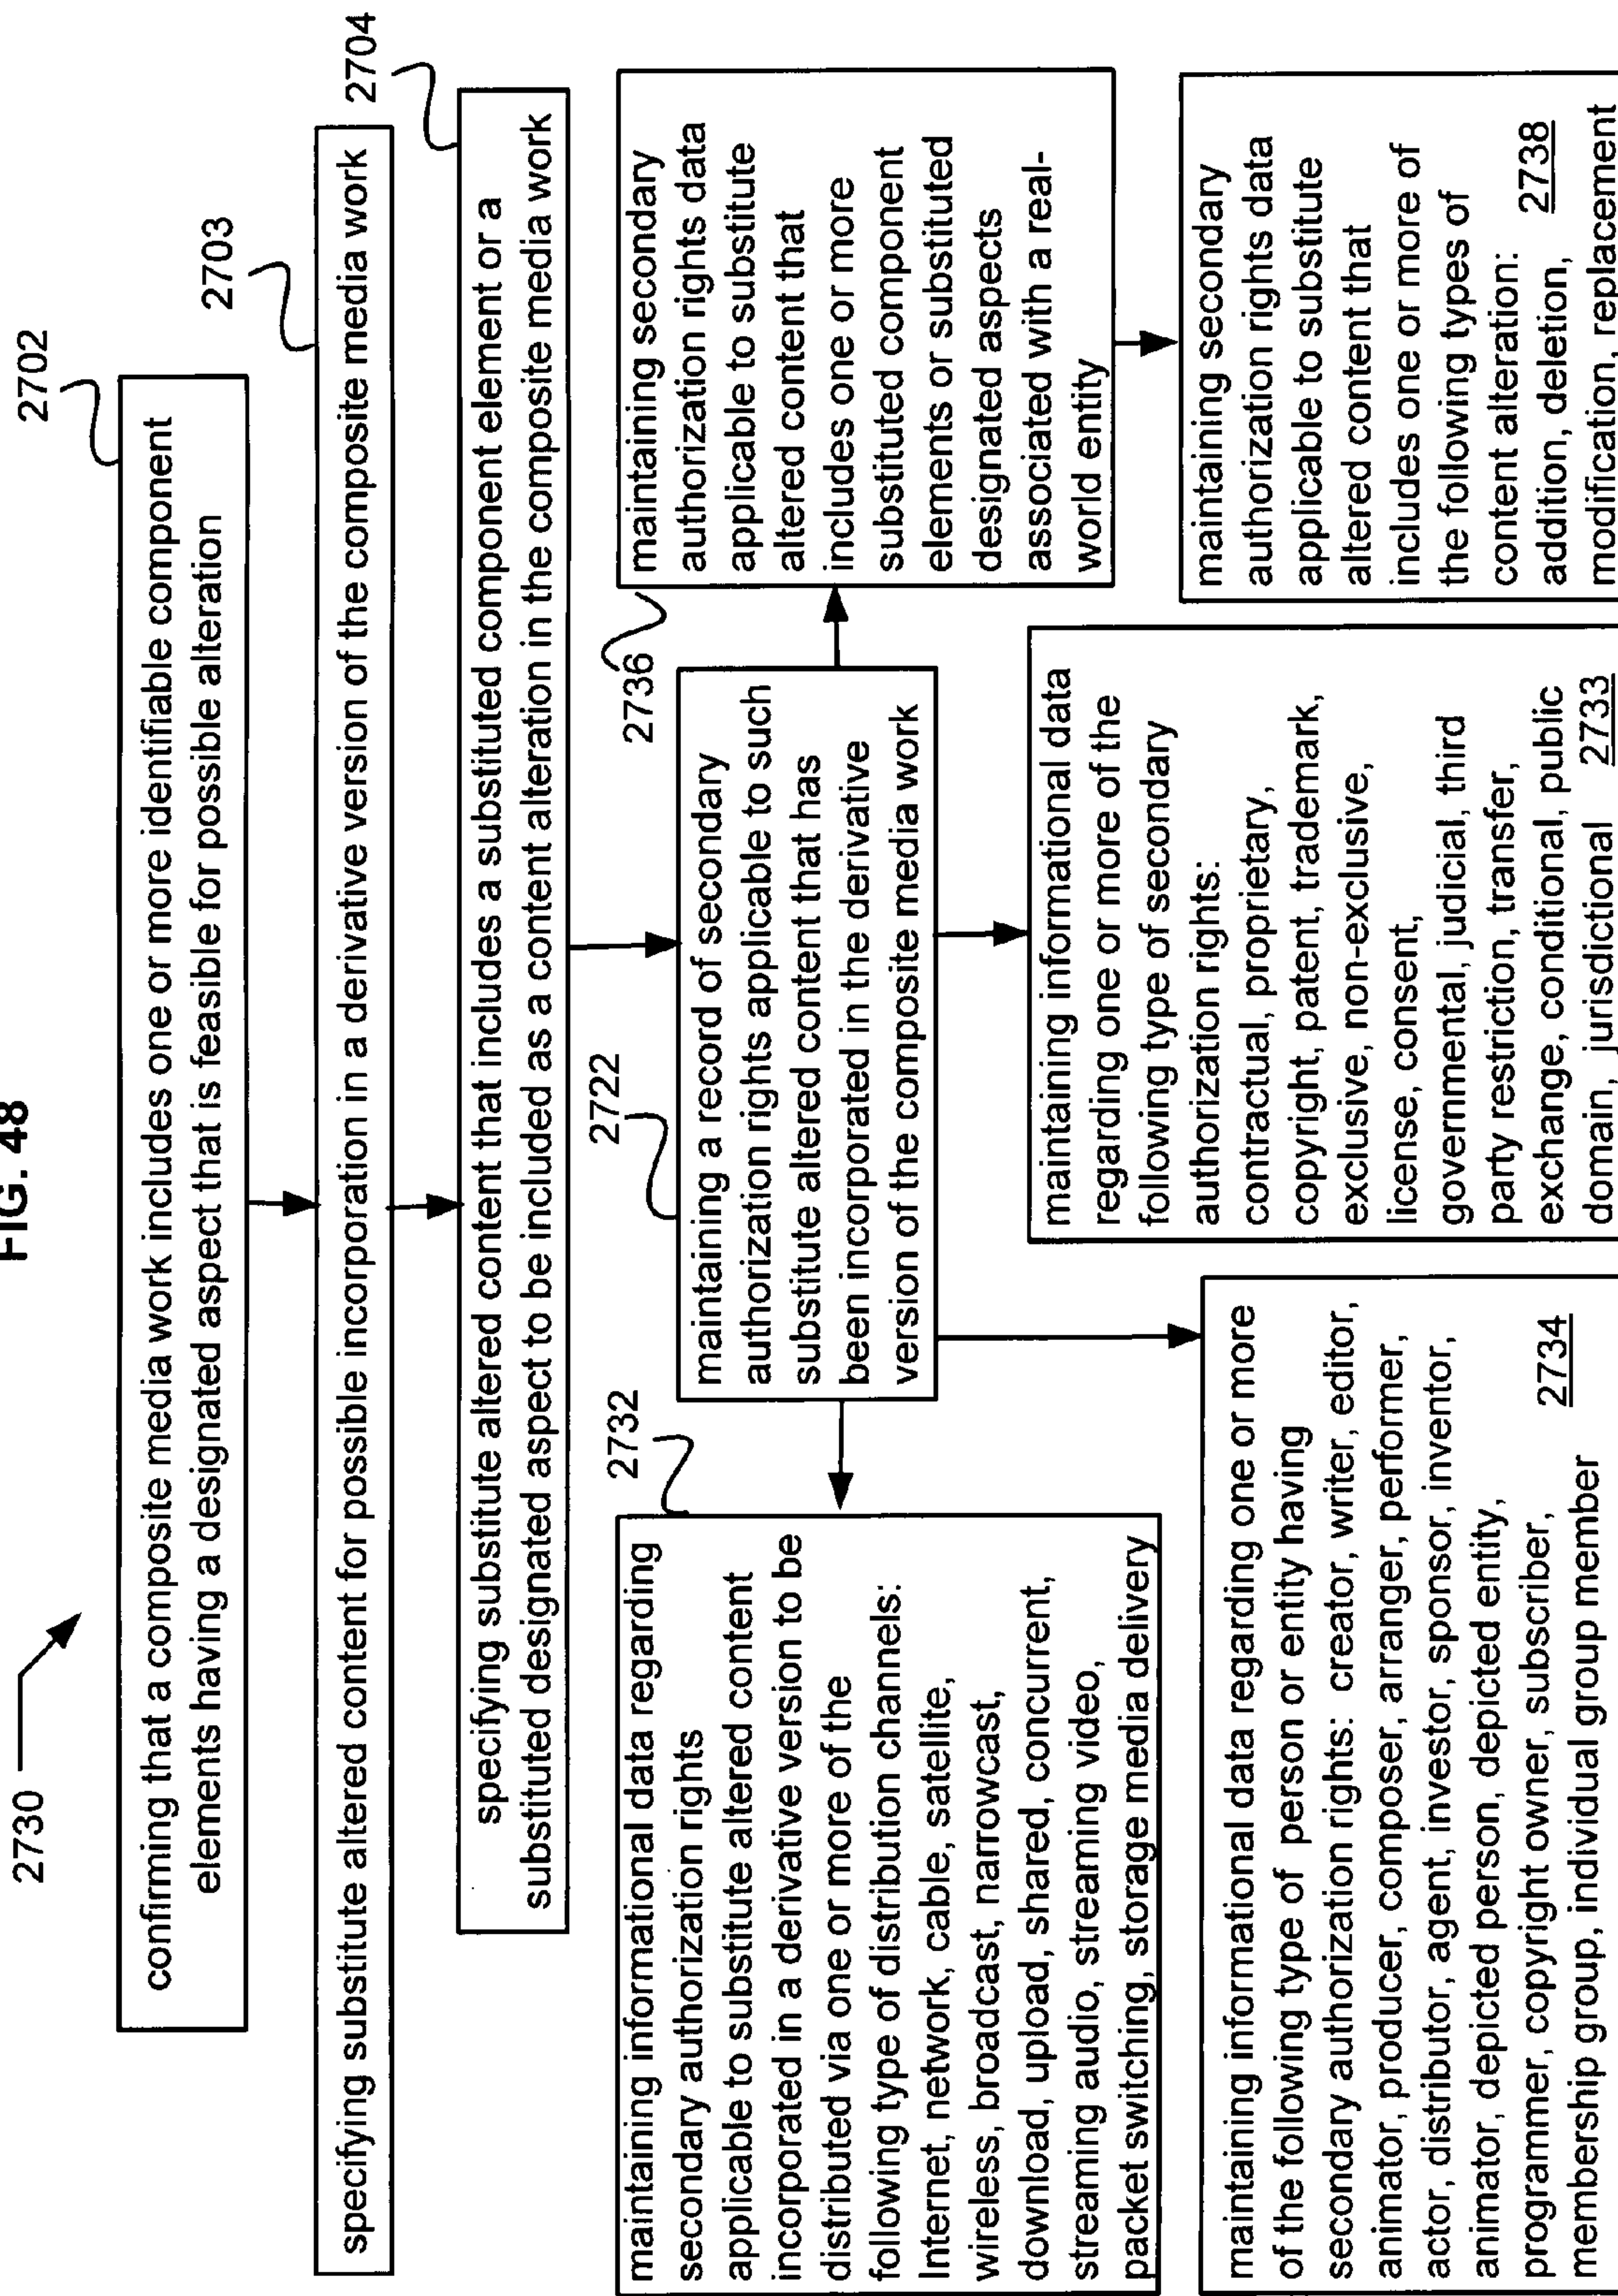 FIG. 48
2730
2702
confirming that a composite media work includes one or more identifiable component
elements having a designated aspect that is feasible for possible alteration
2703
specifying substitute altered content for possible incorporation in a derivative version of the composite media work
2704
specifying substitute altered content that includes a substituted component element or a
substituted designated aspect to be included as a content alteration in the composite media work
2732
maintaining informational data regarding
secondary authorization rights
applicable to substitute altered content
incorporated in a derivative version to be
distributed via one or more of the
following type of distribution channels:
Internet, network, cable, satellite,
wireless, broadcast, narrowcast,
download, upload, shared, concurrent,
streaming audio, streaming video,
packet switching, storage media delivery
2722
maintaining a record of secondary
authorization rights applicable to such
substitute altered content that has
been incorporated in the derivative
version of the composite media work
2736
maintaining secondary
authorization rights data
applicable to substitute
altered content that
includes one or more
substituted component
elements or substituted
designated aspects
associated with a real-
world entity
maintaining informational data regarding one or more
of the following type of person or entity having
secondary authorization rights: creator, writer, editor,
animator, producer, composer, arranger, performer,
actor, distributor, agent, investor, sponsor, inventor,
animator, depicted person, depicted entity,
programmer, copyright owner, subscriber,
membership group, individual group member
2734
maintaining informational data
regarding one or more of the
following type of secondary
authorization rights:
contractual, proprietary,
copyright, patent, trademark,
exclusive, non-exclusive,
license, consent,
governmental, judicial, third
party restriction, transfer,
exchange, conditional, public
domain, jurisdictional 2733
maintaining secondary
authorization rights data
applicable to substitute
altered content that
includes one or more of
the following types of
content alteration:
addition, deletion, 2738
modification, replacement